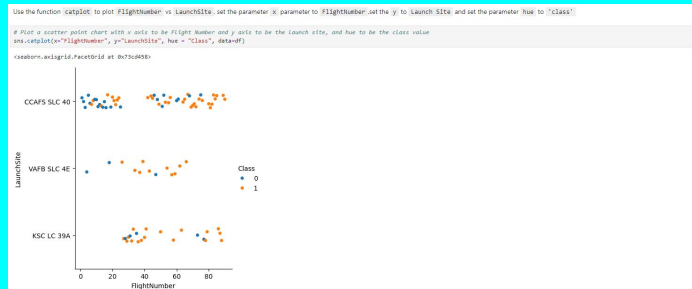 Use the function catplot to plot FlightNumber vs LaunchSite, set the parameter x parameter to FlightNumber,set the y to Launch Site and set the parameter hue to 'class'
# Plot a scatter point chart with x axis to be Flight Number and y axis to be the launch site, and hue to be the class value
sns.catplot(x="FlightNumber", y="LaunchSite", hue = "Class", data=df)
<seaborn.axisgrid.FacetGrid at 0x73cd458>
CCAFS SLC 40
VAFB SLC 4E
KSC LC 39A
LaunchSite
Class
0
1
0 20 40 60 80
FlightNumber